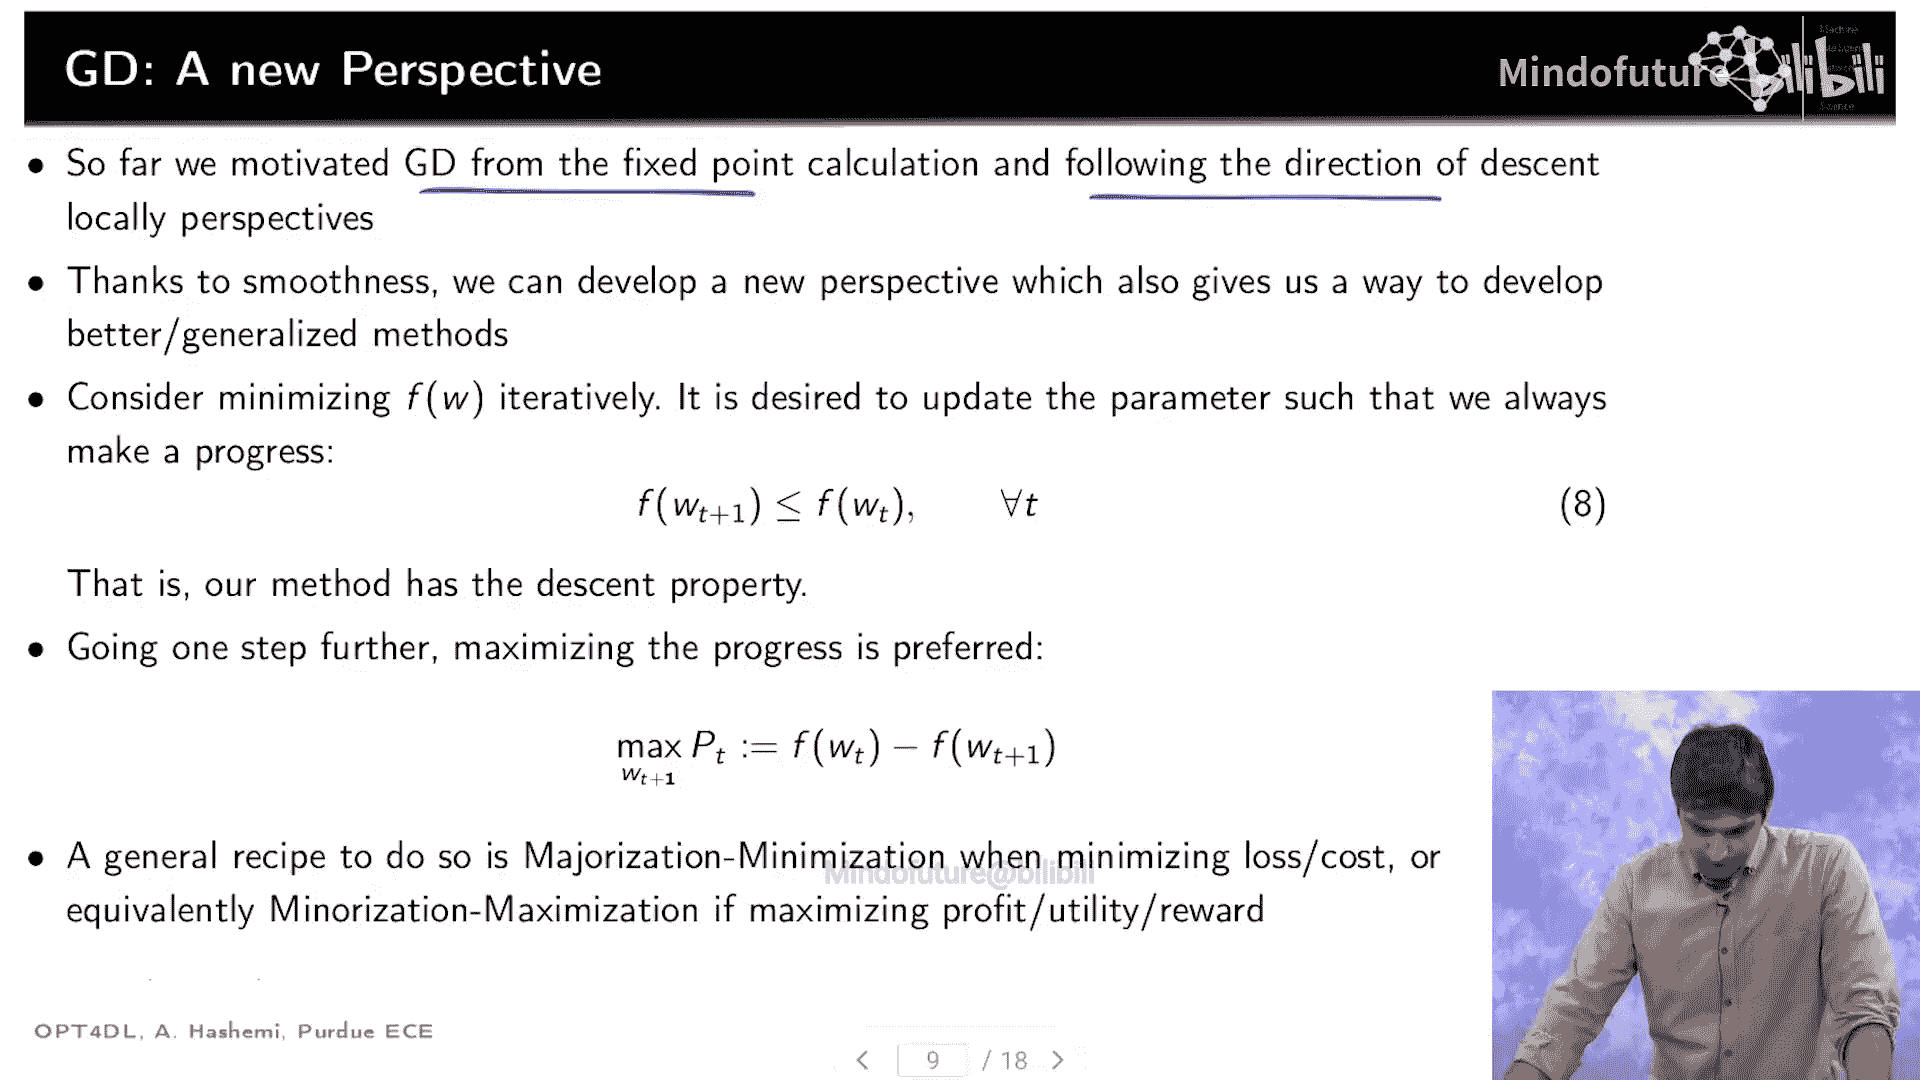 GD: A new Perspective
Mindofuture
bilibili
• So far we motivated GD from the fixed point calculation and following the direction of descent
locally perspectives
• Thanks to smoothness, we can develop a new perspective which also gives us a way to develop
better/generalized methods
• Consider minimizing f(w) iteratively. It is desired to update the parameter such that we always
make a progress:
f(w_{t+1}) ≤ f(w_t), ∀t (8)
That is, our method has the descent property.
• Going one step further, maximizing the progress is preferred:
max_{w_{t+1}} P_t := f(w_t) − f(w_{t+1})
• A general recipe to do so is Majorization-Minimization when minimizing loss/cost, or
Mindofuture@bilibili
equivalently Minorization-Maximization if maximizing profit/utility/reward
OPT4DL, A. Hashemi, Purdue ECE
9 / 18